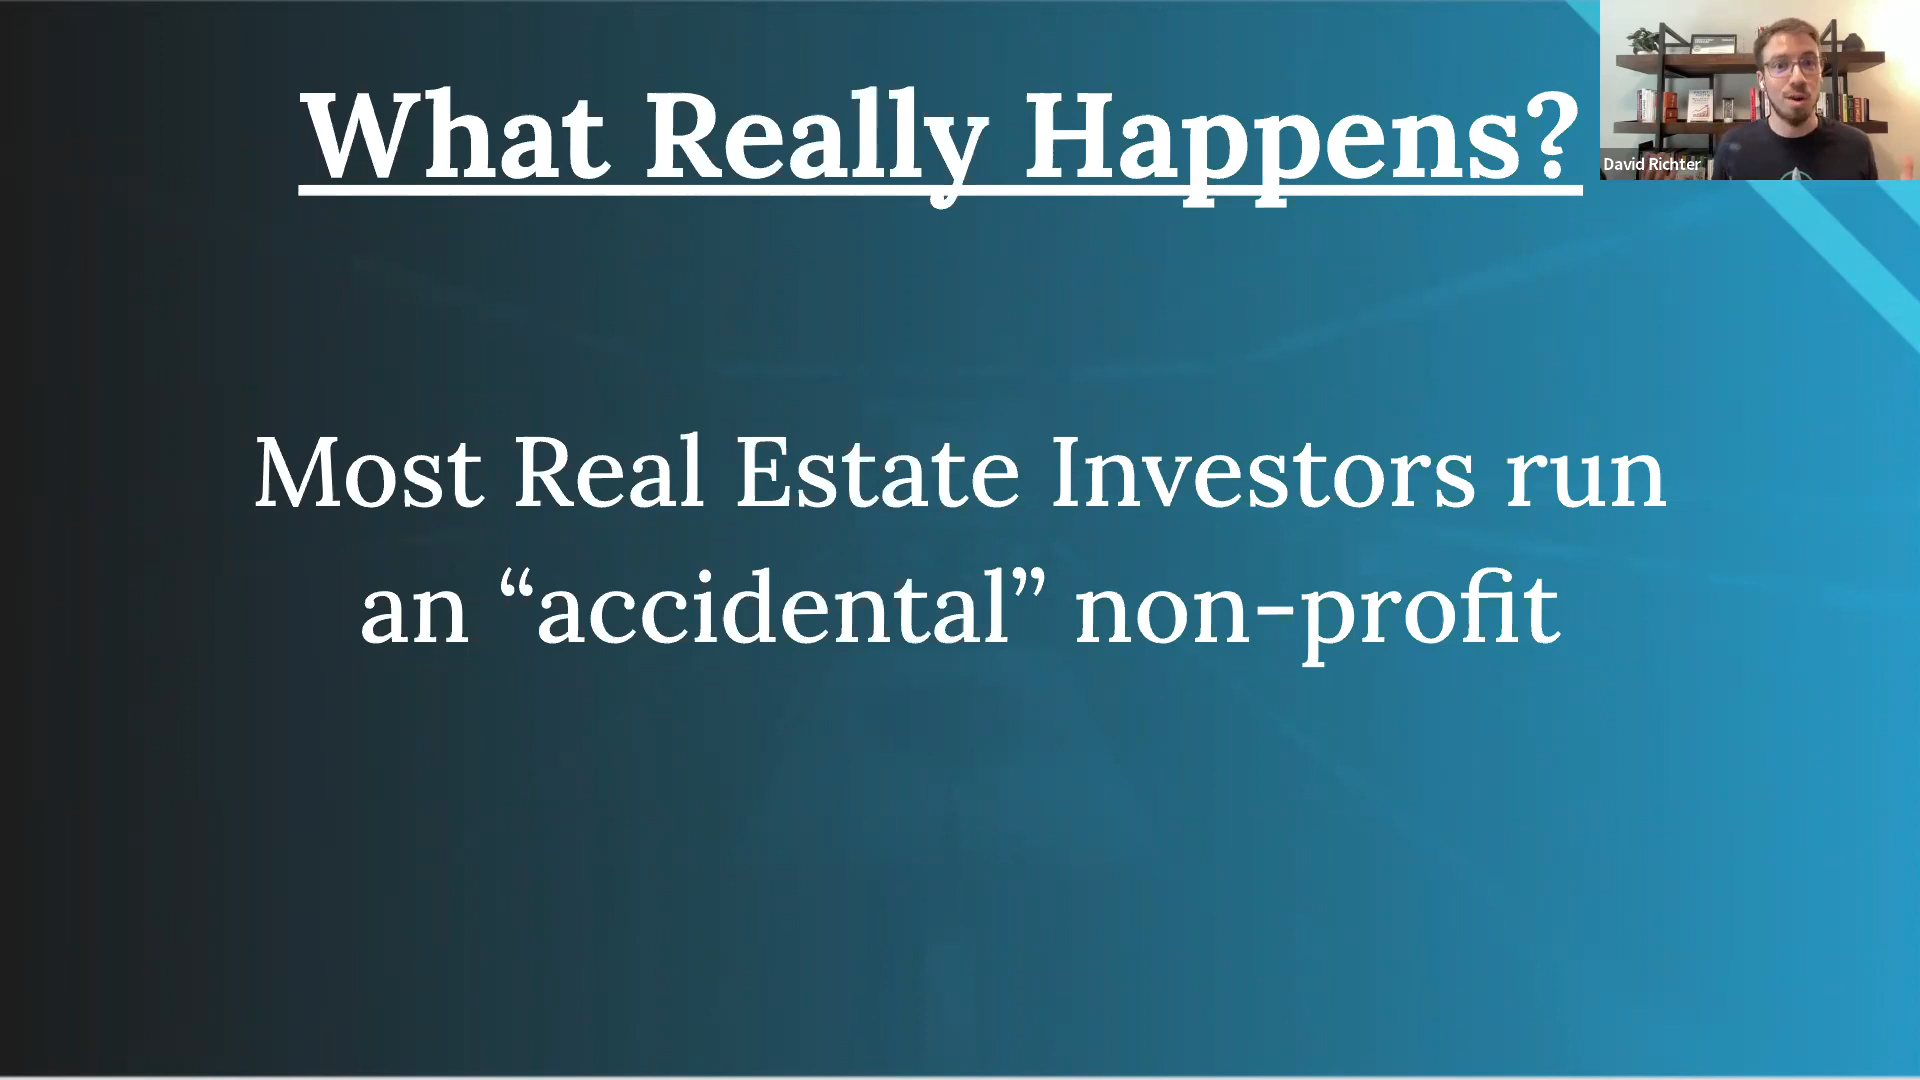 What Really Happens?
David Richter
Most Real Estate Investors run
an “accidental” non-profit